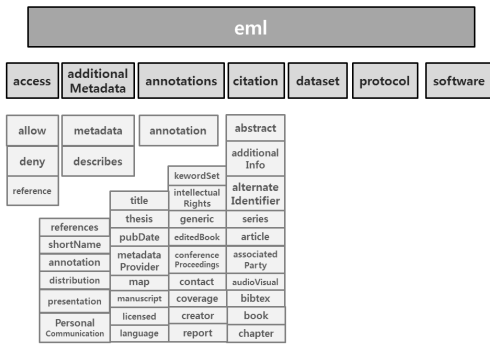 eml
access
additional
Metadata
annotations
citation
dataset
protocol
software
allow
deny
reference
metadata
describes
annotation
abstract
additional
Info
alternate
Identifier
series
article
associated
Party
audioVisual
bibtex
book
chapter
kewordSet
intellectual
Rights
generic
editedBook
conference
Proceedings
contact
coverage
creator
report
title
thesis
pubDate
metadata
Provider
map
manuscript
licensed
language
references
shortName
annotation
distribution
presentation
Personal
Communication